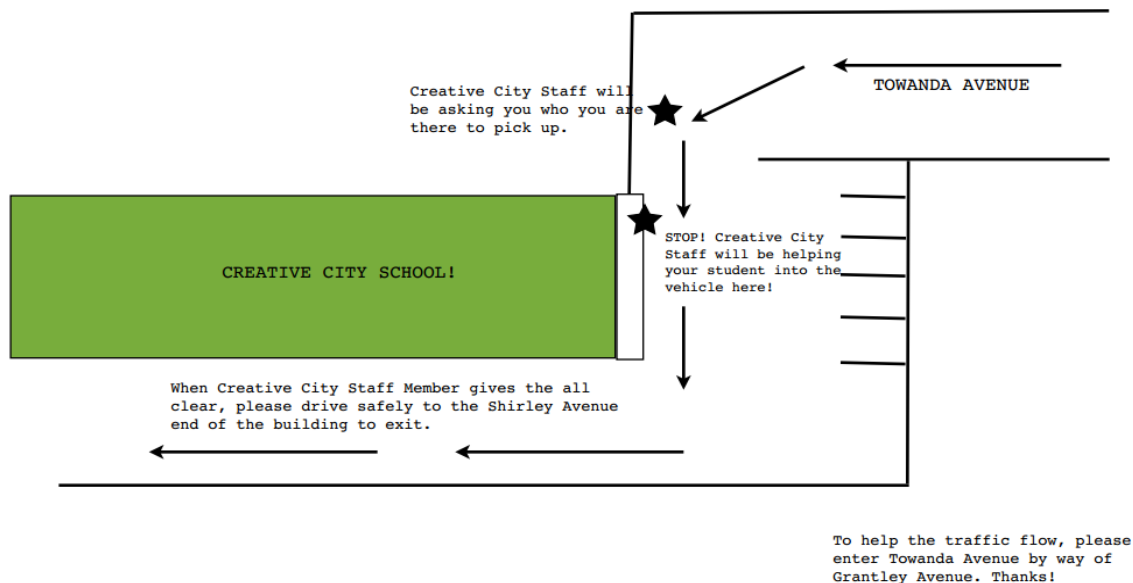 TOWANDA AVENUE
Creative City Staff will
be asking you who you are
there to pick up.
STOP! Creative City
Staff will be helping
your student into the
vehicle here!
CREATIVE CITY SCHOOL!
When Creative City Staff Member gives the all
clear, please drive safely to the Shirley Avenue
end of the building to exit.
To help the traffic flow, please
enter Towanda Avenue by way of
Grantley Avenue. Thanks!